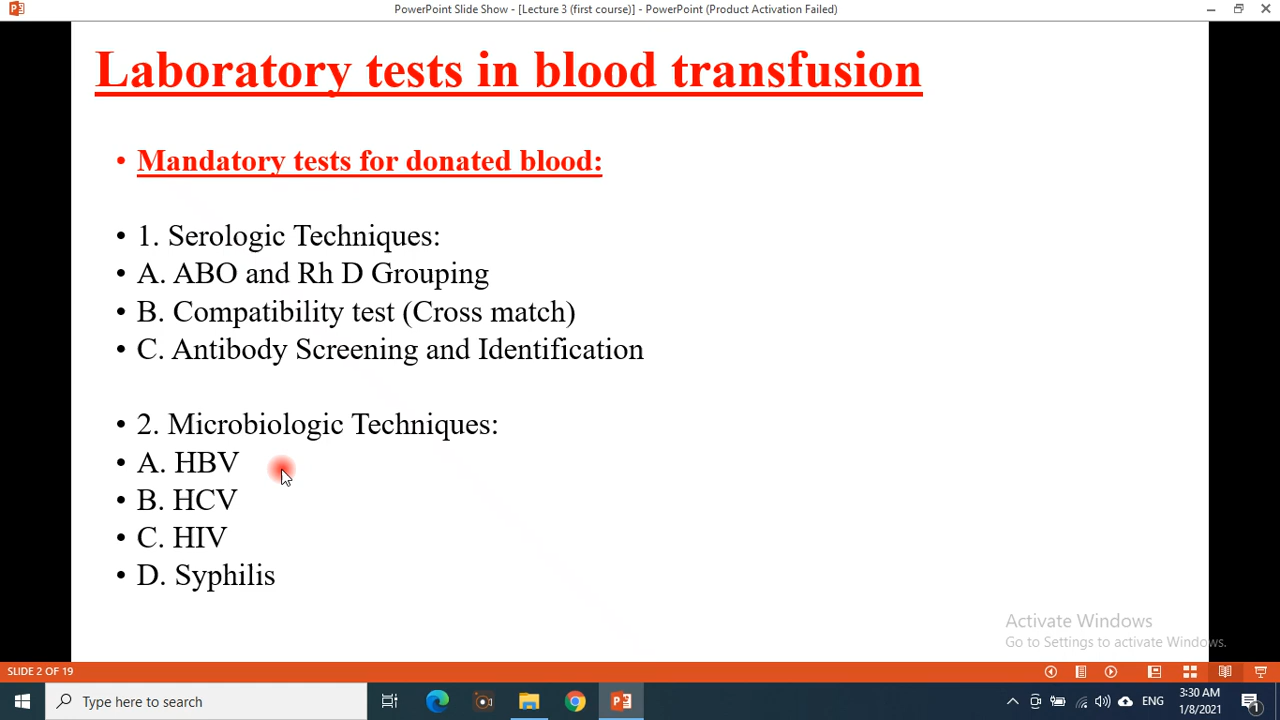 PowerPoint Slide Show - [Lecture 3 (first course)] - PowerPoint (Product Activation Failed)
Laboratory tests in blood transfusion
• Mandatory tests for donated blood:
• 1. Serologic Techniques:
• A. ABO and Rh D Grouping
• B. Compatibility test (Cross match)
• C. Antibody Screening and Identification
• 2. Microbiologic Techniques:
• A. HBV
• B. HCV
• C. HIV
• D. Syphilis
Activate Windows
Go to Settings to activate Windows.
SLIDE 2 OF 19
Type here to search
ENG
3:30 AM
1/8/2021
1